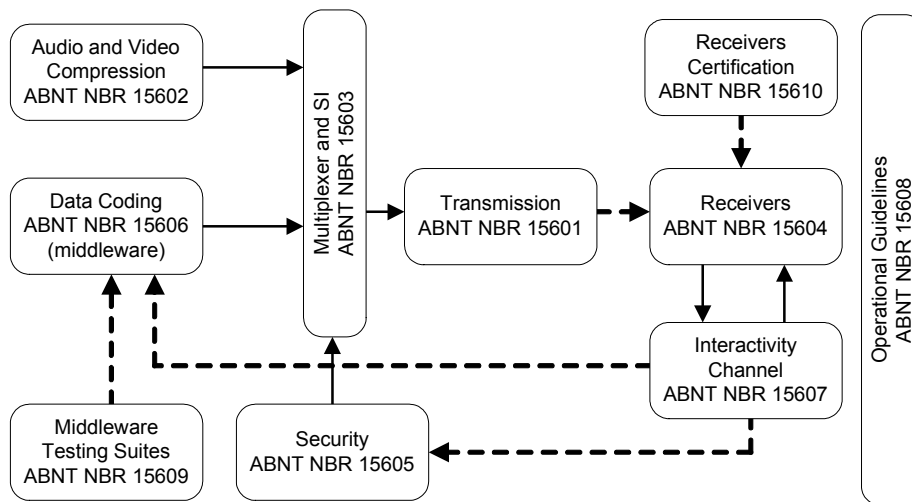 Audio and Video
Compression
ABNT NBR 15602
Multiplexer and SI
ABNT NBR 15603
Receivers
Certification
ABNT NBR 15610
Operational Guidelines
ABNT NBR 15608
Data Coding
ABNT NBR 15606
(middleware)
Transmission
ABNT NBR 15601
Receivers
ABNT NBR 15604
Interactivity
Channel
ABNT NBR 15607
Middleware
Testing Suites
ABNT NBR 15609
Security
ABNT NBR 15605